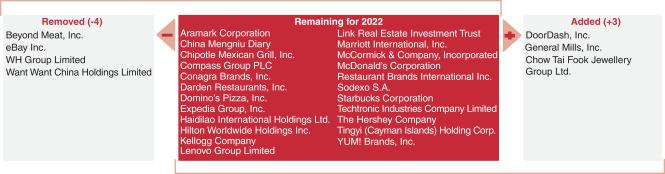 Removed (-4)
Beyond Meat, Inc.
eBay Inc.
WH Group Limited
Want Want China Holdings Limited
Remaining for 2022
Aramark Corporation
China Mengniu Diary
Chipotle Mexican Grill, Inc.
Compass Group PLC
Conagra Brands, Inc.
Darden Restaurants, Inc.
Domino's Pizza, Inc.
Expedia Group, Inc.
Haidilao International Holdings Ltd.
Hilton Worldwide Holdings Inc.
Kellogg Company
Lenovo Group Limited
Link Real Estate Investment Trust
Marriott International, Inc.
McCormick & Company, Incorporated
McDonald's Corporation
Restaurant Brands International Inc.
Sodexo S.A.
Starbucks Corporation
Techtronic Industries Company Limited
The Hershey Company
Tingyi (Cayman Islands) Holding Corp.
YUM! Brands, Inc.
Added (+3)
DoorDash, Inc.
General Mills, Inc.
Chow Tai Fook Jewellery
Group Ltd.